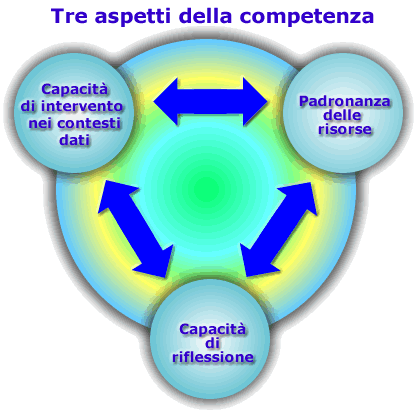 Tre aspetti della competenza
Capacità
di intervento
nei contesti
dati
Padronanza
delle
risorse
Capacità
di
riflessione